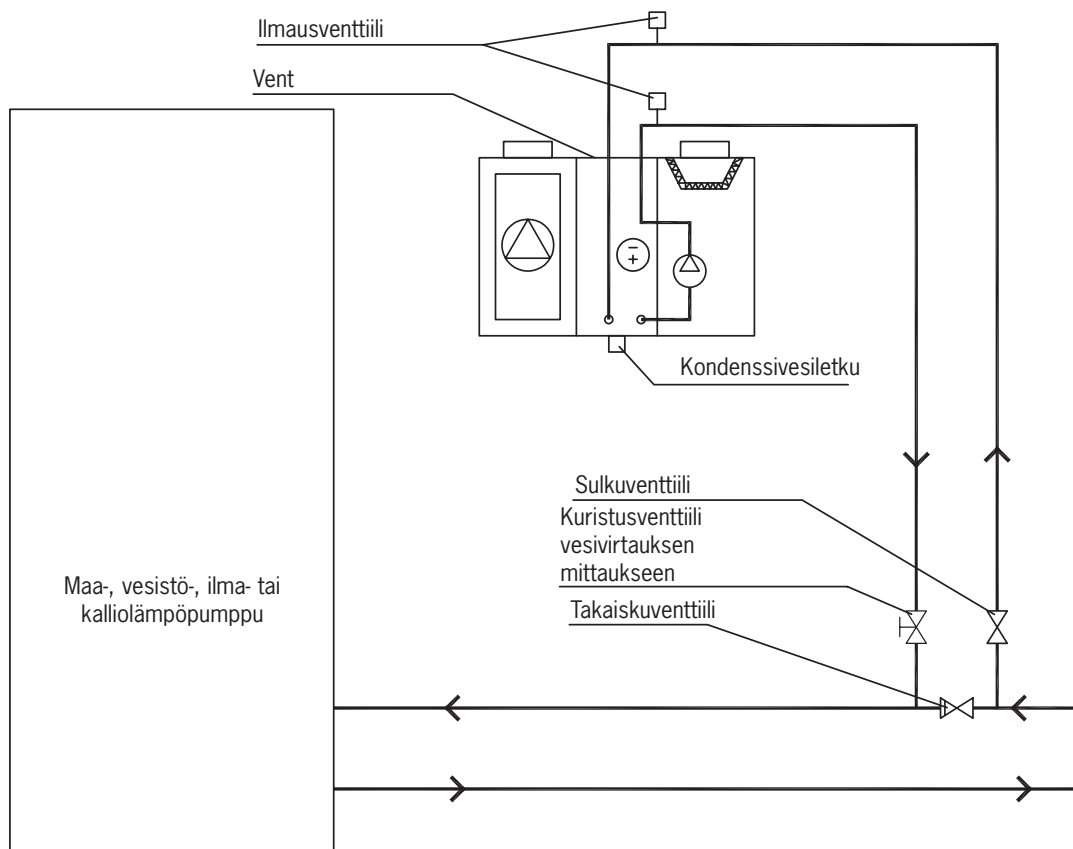 Ilmausventtiili
Vent
Kondenssivesiletku
Sulkuventtiili
Kuristusventtiili
vesivirtauksen
mittaukseen
Takaiskuventtiili
Maa-, vesistö-, ilma- tai
kalliolämpöpumppu